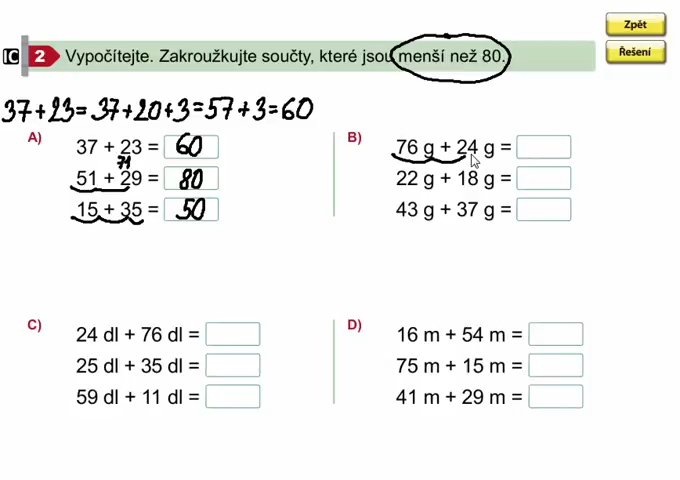 Zpět
2 Vypočítejte. Zakroužkujte součty, které jsou menší než 80.
Řešení
37+23=37+20+3=57+3=60
A)
37 + 23 = 60
71
51 + 29 = 80
15 + 35 = 50
B)
76 g + 24 g =
22 g + 18 g =
43 g + 37 g =
C)
24 dl + 76 dl =
25 dl + 35 dl =
59 dl + 11 dl =
D)
16 m + 54 m =
75 m + 15 m =
41 m + 29 m =